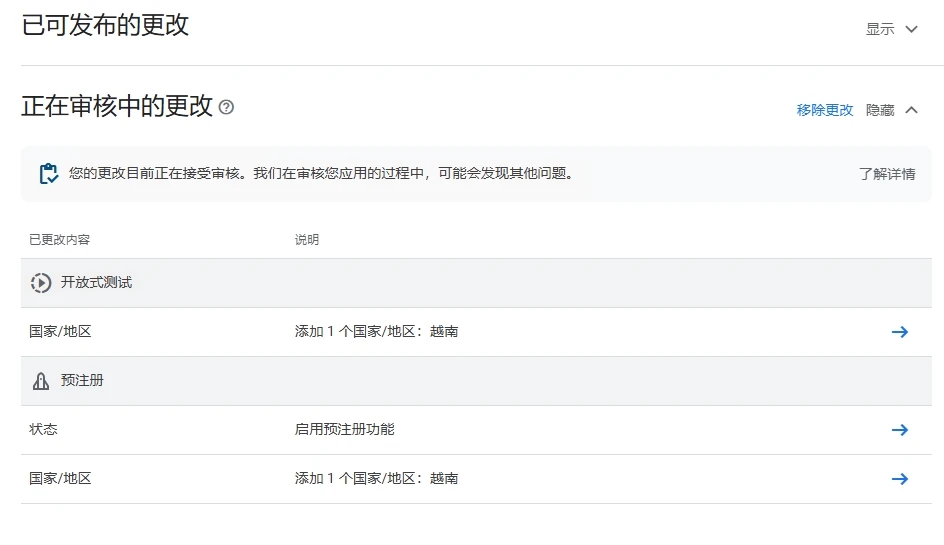 已可发布的更改
显示
正在审核中的更改
移除更改 隐藏
您的更改目前正在接受审核。我们在审核您应用的过程中，可能会发现其他问题。
了解详情
已更改内容 说明
开放式测试
国家/地区 添加 1 个国家/地区：越南
预注册
状态 启用预注册功能
国家/地区 添加 1 个国家/地区：越南